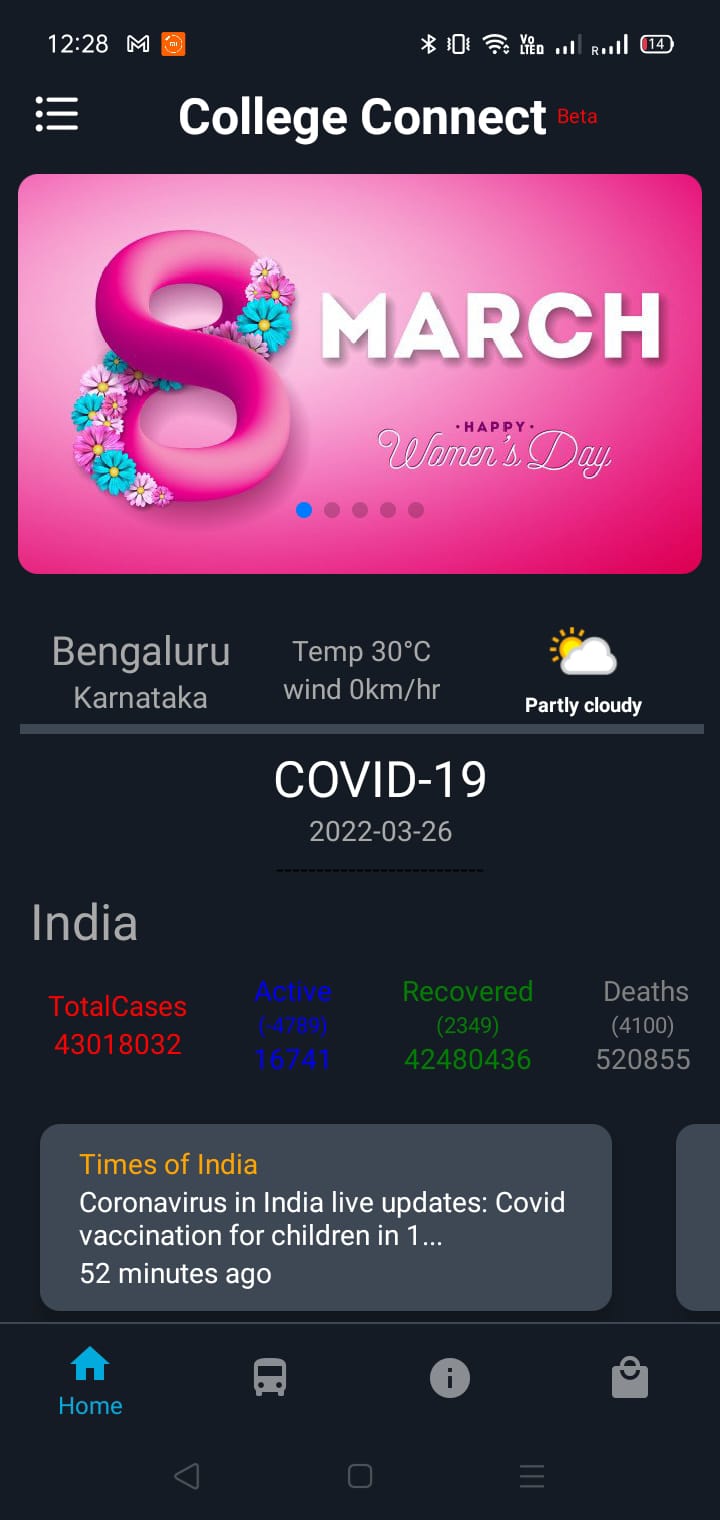 12:28
Vo LTED
R
14
College Connect Beta
8 MARCH
·HAPPY·
Women's Day
Bengaluru
Karnataka
Temp 30°C
wind 0km/hr
Partly cloudy
COVID-19
2022-03-26
--------------------------
India
TotalCases
43018032
Active
(-4789)
16741
Recovered
(2349)
42480436
Deaths
(4100)
520855
Times of India
Coronavirus in India live updates: Covid
vaccination for children in 1...
52 minutes ago
Home